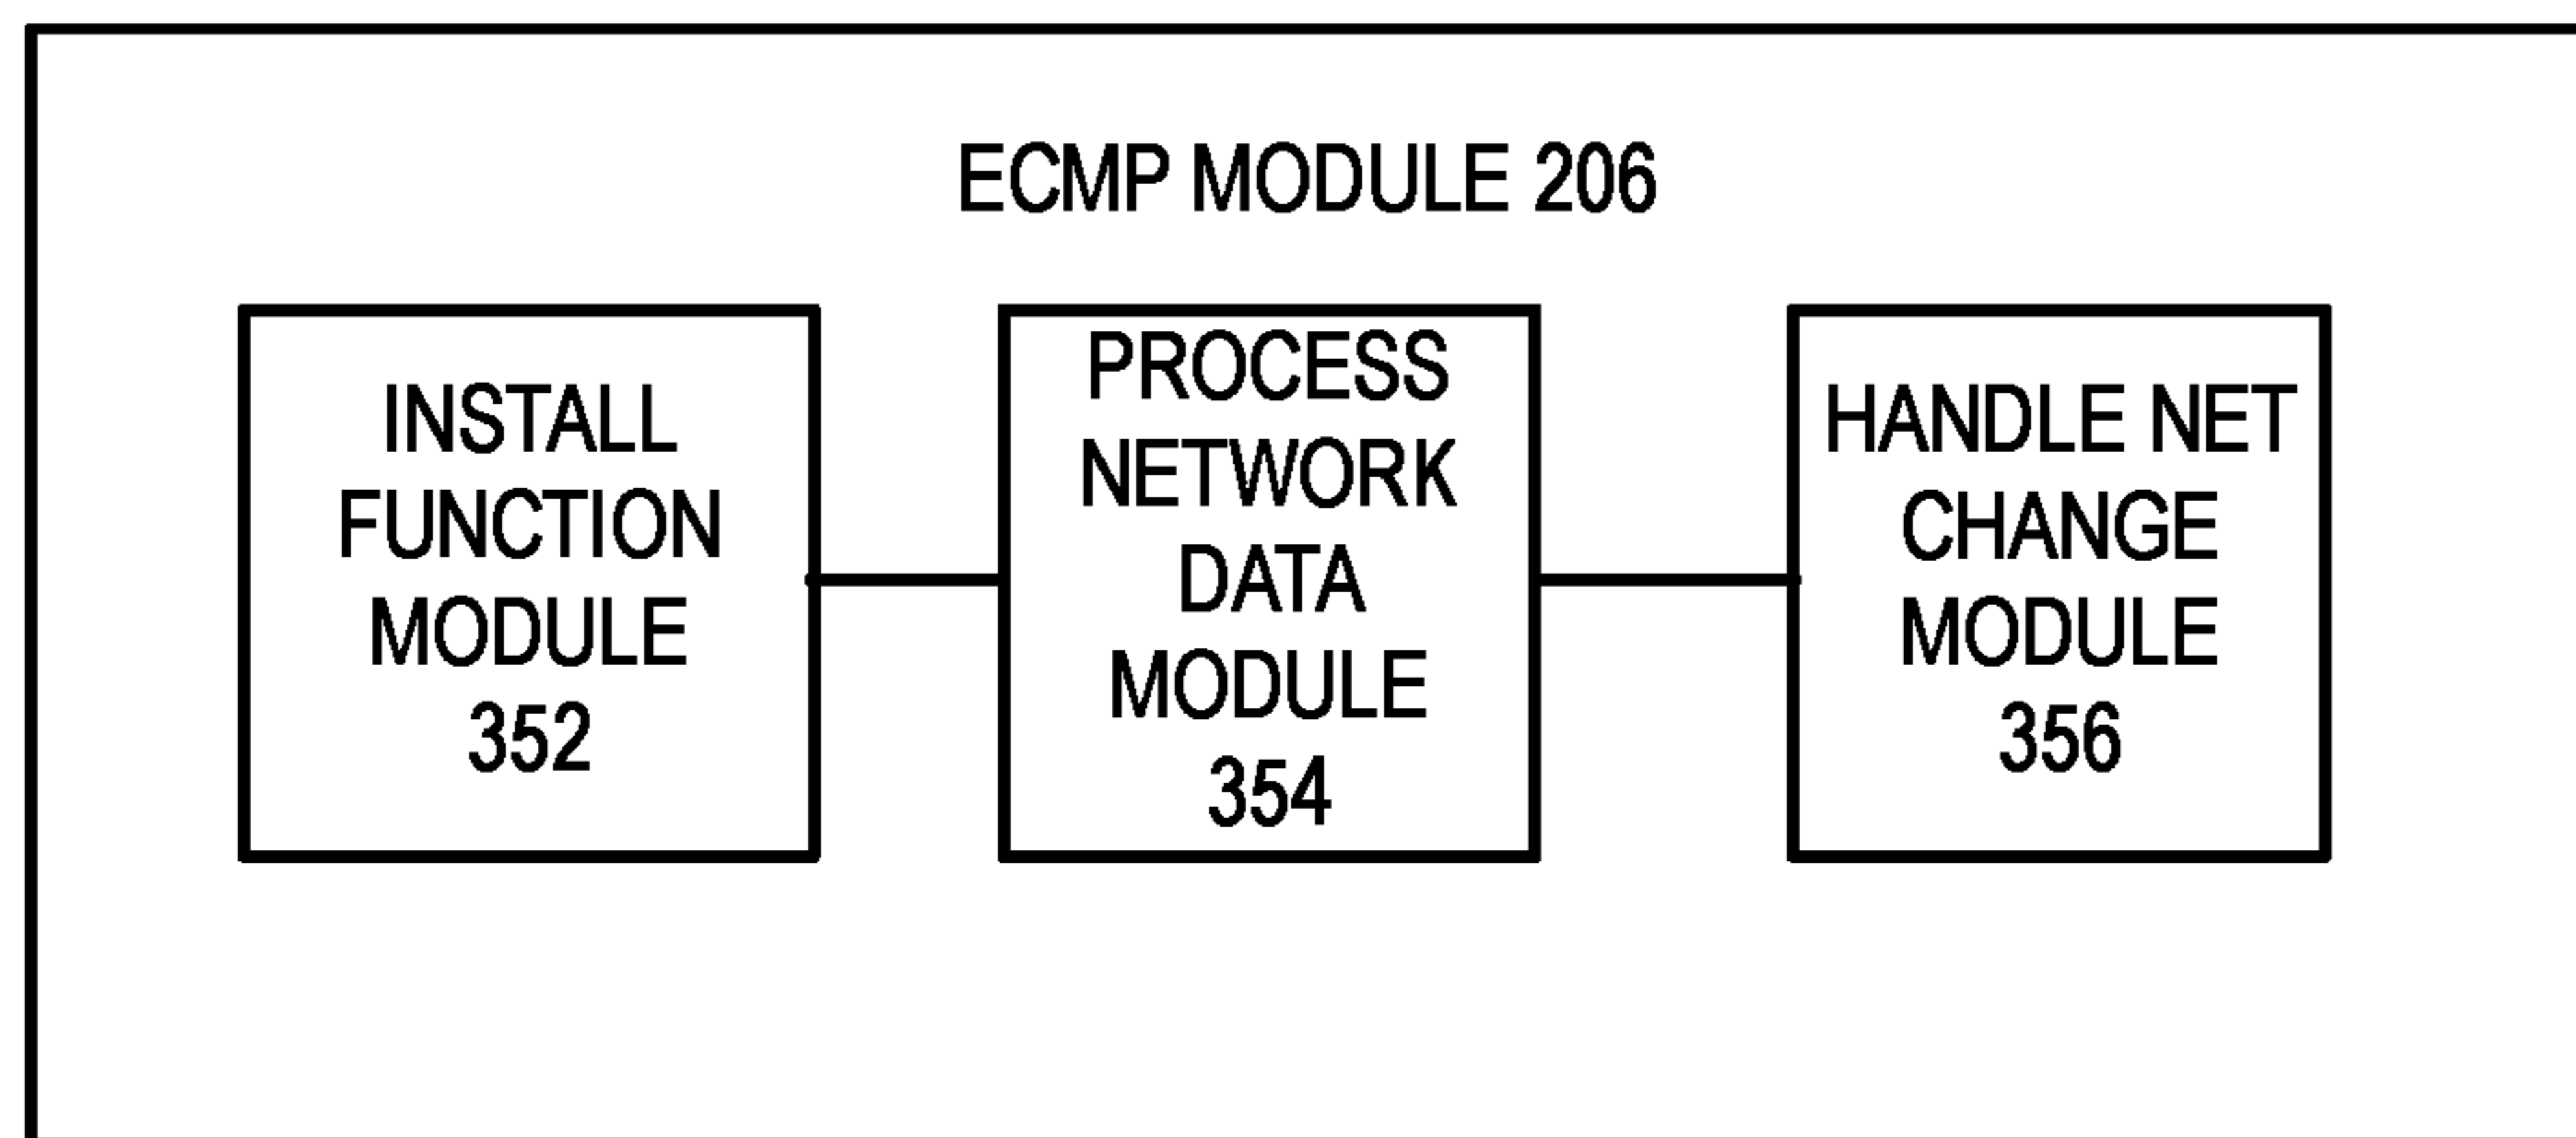 ECMP MODULE 206
INSTALL
FUNCTION
MODULE
352
PROCESS
NETWORK
DATA
MODULE
354
HANDLE NET
CHANGE
MODULE
356